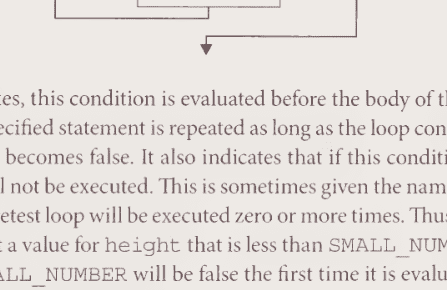 tes, this condition is evaluated before the body of t
ecified statement is repeated as long as the loop con
becomes false. It also indicates that if this conditi
l not be executed. This is sometimes given the nam
etest loop will be executed zero or more times. Thus
t a value for height that is less than SMALL_NUM
ALL_NUMBER will be false the first time it is evalu